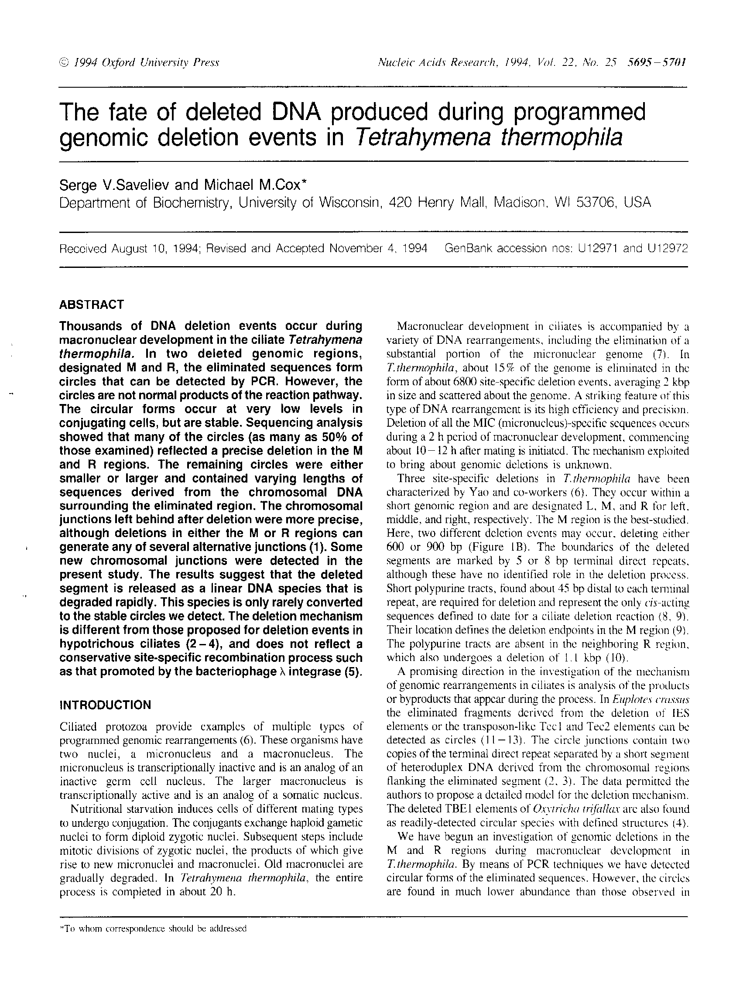 © 1994 Oxford University Press
Nucleic Acids Research, 1994, Vol. 22, No. 25 5695–5701
The fate of deleted DNA produced during programmed
genomic deletion events in Tetrahymena thermophila
Serge V.Saveliev and Michael M.Cox*
Department of Biochemistry, University of Wisconsin, 420 Henry Mall, Madison, WI 53706, USA
Received August 10, 1994; Revised and Accepted November 4, 1994
GenBank accession nos: U12971 and U12972
ABSTRACT
Thousands of DNA deletion events occur during
macronuclear development in the ciliate Tetrahymena
thermophila. In two deleted genomic regions,
designated M and R, the eliminated sequences form
circles that can be detected by PCR. However, the
circles are not normal products of the reaction pathway.
The circular forms occur at very low levels in
conjugating cells, but are stable. Sequencing analysis
showed that many of the circles (as many as 50% of
those examined) reflected a precise deletion in the M
and R regions. The remaining circles were either
smaller or larger and contained varying lengths of
sequences derived from the chromosomal DNA
surrounding the eliminated region. The chromosomal
junctions left behind after deletion were more precise,
although deletions in either the M or R regions can
generate any of several alternative junctions (1). Some
new chromosomal junctions were detected in the
present study. The results suggest that the deleted
segment is released as a linear DNA species that is
degraded rapidly. This species is only rarely converted
to the stable circles we detect. The deletion mechanism
is different from those proposed for deletion events in
hypotrichous ciliates (2–4), and does not reflect a
conservative site-specific recombination process such
as that promoted by the bacteriophage λ integrase (5).
INTRODUCTION
Ciliated protozoa provide examples of multiple types of
programmed genomic rearrangements (6). These organisms have
two nuclei, a micronucleus and a macronucleus. The
micronucleus is transcriptionally inactive and is an analog of an
inactive germ cell nucleus. The larger macronucleus is
transcriptionally active and is an analog of a somatic nucleus.
Nutritional starvation induces cells of different mating types
to undergo conjugation. The conjugants exchange haploid gametic
nuclei to form diploid zygotic nuclei. Subsequent steps include
mitotic divisions of zygotic nuclei, the products of which give
rise to new micronuclei and macronuclei. Old macronuclei are
gradually degraded. In Tetrahymena thermophila, the entire
process is completed in about 20 h.
Macronuclear development in ciliates is accompanied by a
variety of DNA rearrangements, including the elimination of a
substantial portion of the micronuclear genome (7). In
T.thermophila, about 15% of the genome is eliminated in the
form of about 6800 site-specific deletion events, averaging 2 kbp
in size and scattered about the genome. A striking feature of this
type of DNA rearrangement is its high efficiency and precision.
Deletion of all the MIC (micronucleus)-specific sequences occurs
during a 2 h period of macronuclear development, commencing
about 10–12 h after mating is initiated. The mechanism exploited
to bring about genomic deletions is unknown.
Three site-specific deletions in T.thermophila have been
characterized by Yao and co-workers (6). They occur within a
short genomic region and are designated L, M, and R for left,
middle, and right, respectively. The M region is the best-studied.
Here, two different deletion events may occur, deleting either
600 or 900 bp (Figure 1B). The boundaries of the deleted
segments are marked by 5 or 8 bp terminal direct repeats,
although these have no identified role in the deletion process.
Short polypurine tracts, found about 45 bp distal to each terminal
repeat, are required for deletion and represent the only cis-acting
sequences defined to date for a ciliate deletion reaction (8, 9).
Their location defines the deletion endpoints in the M region (9).
The polypurine tracts are absent in the neighboring R region,
which also undergoes a deletion of 1.1 kbp (10).
A promising direction in the investigation of the mechanism
of genomic rearrangements in ciliates is analysis of the products
or byproducts that appear during the process. In Euplotes crassus
the eliminated fragments derived from the deletion of IES
elements or the transposon-like Tec1 and Tec2 elements can be
detected as circles (11–13). The circle junctions contain two
copies of the terminal direct repeat separated by a short segment
of heteroduplex DNA derived from the chromosomal regions
flanking the eliminated segment (2, 3). The data permitted the
authors to propose a detailed model for the deletion mechanism.
The deleted TBE1 elements of Oxytricha trifallax are also found
as readily-detected circular species with defined structures (4).
We have begun an investigation of genomic deletions in the
M and R regions during macronuclear development in
T.thermophila. By means of PCR techniques we have detected
circular forms of the eliminated sequences. However, the circles
are found in much lower abundance than those observed in
*To whom correspondence should be addressed